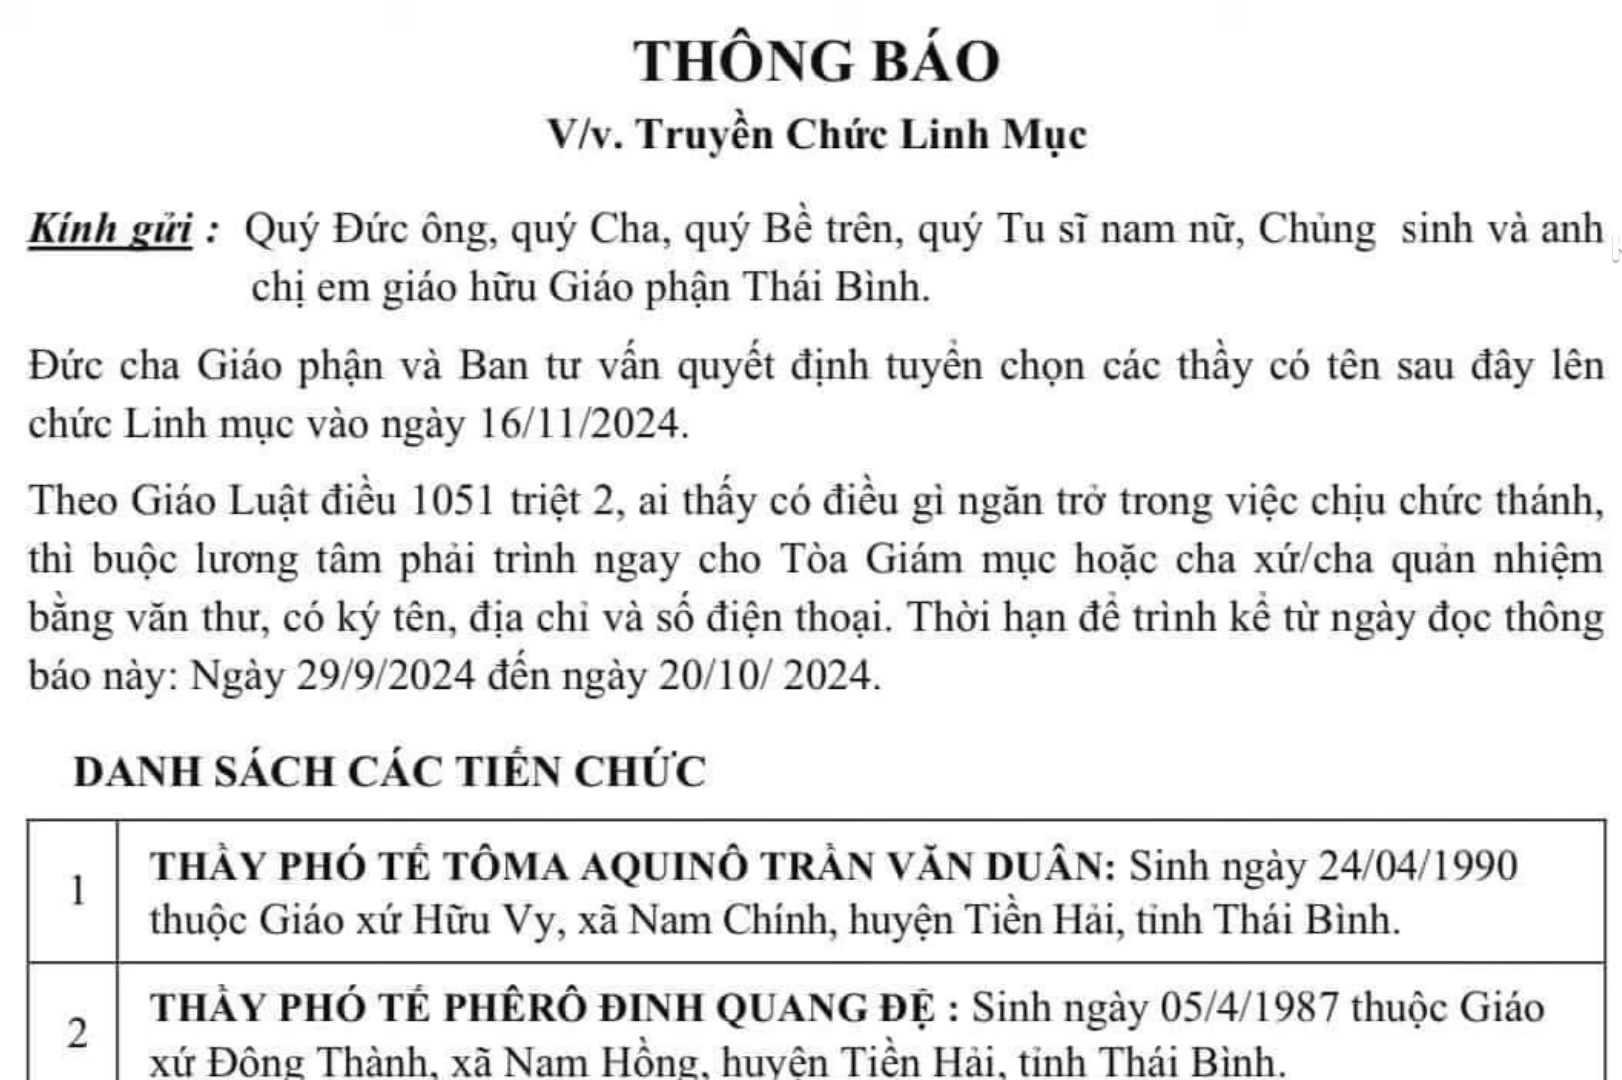 THÔNG BÁO
V/v. Truyền Chức Linh Mục
Kính gửi : Quý Đức ông, quý Cha, quý Bề trên, quý Tu sĩ nam nữ, Chủng sinh và anh
chị em giáo hữu Giáo phận Thái Bình.
Đức cha Giáo phận và Ban tư vấn quyết định tuyển chọn các thầy có tên sau đây lên
chức Linh mục vào ngày 16/11/2024.
Theo Giáo Luật điều 1051 triệt 2, ai thấy có điều gì ngăn trở trong việc chịu chức thánh,
thì buộc lương tâm phải trình ngay cho Tòa Giám mục hoặc cha xứ/cha quản nhiệm
bằng văn thư, có ký tên, địa chỉ và số điện thoại. Thời hạn để trình kể từ ngày đọc thông
báo này: Ngày 29/9/2024 đến ngày 20/10/ 2024.
DANH SÁCH CÁC TIẾN CHỨC
1
THẦY PHÓ TẾ TÔMA AQUINÔ TRẦN VĂN DUÂN: Sinh ngày 24/04/1990
thuộc Giáo xứ Hữu Vy, xã Nam Chính, huyện Tiền Hải, tỉnh Thái Bình.
2
THẦY PHÓ TẾ PHÊRÔ ĐINH QUANG ĐỆ : Sinh ngày 05/4/1987 thuộc Giáo
xứ Đông Thành, xã Nam Hồng, huyện Tiền Hải, tỉnh Thái Bình.